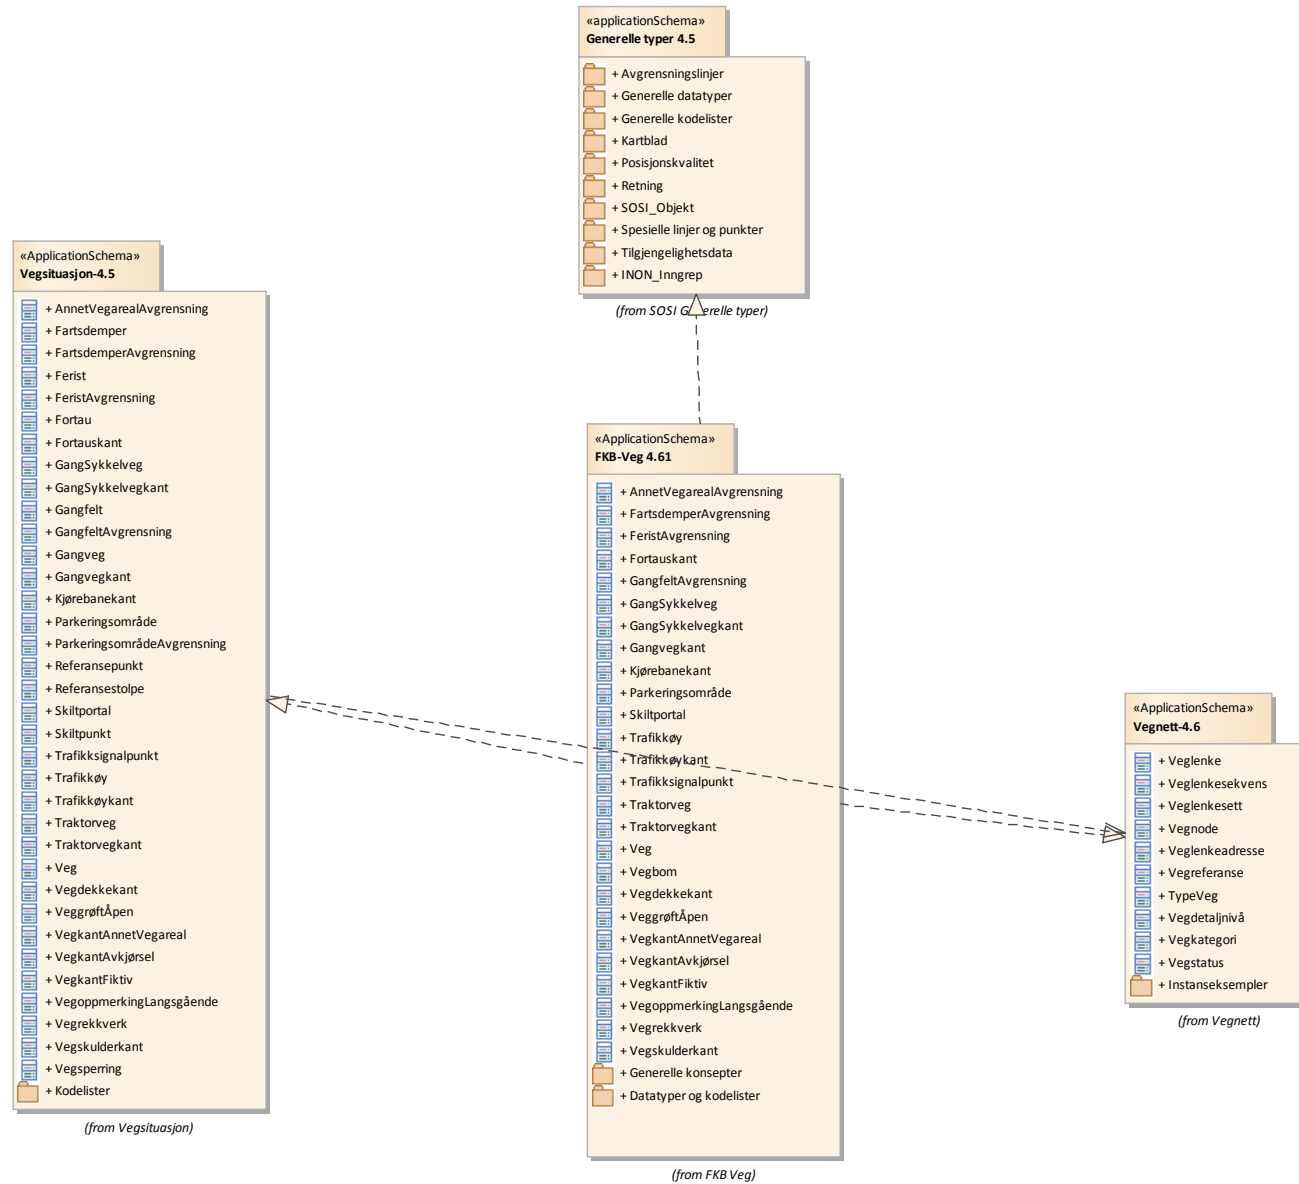 «applicationSchema»
Generelle typer 4.5
+ Avgrensningslinjer
+ Generelle datatyper
+ Generelle kodelister
+ Kartblad
+ Posisjonskvalitet
+ Retning
+ SOSI_Objekt
+ Spesielle linjer og punkter
+ Tilgjengelighetsdata
+ INON_Inngrep
(from SOSI Generelle typer)
«ApplicationSchema»
Vegsituasjon-4.5
+ AnnetVegarealAvgrensning
+ Fartsdemper
+ FartsdemperAvgrensning
+ Ferist
+ FeristAvgrensning
+ Fortau
+ Fortauskant
+ GangSykkelveg
+ GangSykkelvegkant
+ Gangfelt
+ GangfeltAvgrensning
+ Gangveg
+ Gangvegkant
+ Kjørebanekant
+ Parkeringsområde
+ ParkeringsområdeAvgrensning
+ Referansepunkt
+ Referansestolpe
+ Skiltportal
+ Skiltpunkt
+ Trafikksignalpunkt
+ Trafikkøy
+ Trafikkøykant
+ Traktorveg
+ Traktorvegkant
+ Veg
+ Vegdekkekant
+ VeggrøftÅpen
+ VegkantAnnetVegareal
+ VegkantAvkjørsel
+ VegkantFiktiv
+ VegoppmerkingLangsgående
+ Vegrekkverk
+ Vegskulderkant
+ Vegsperring
+ Kodelister
(from Vegsituasjon)
«ApplicationSchema»
FKB-Veg 4.61
+ AnnetVegarealAvgrensning
+ FartsdemperAvgrensning
+ FeristAvgrensning
+ Fortauskant
+ GangfeltAvgrensning
+ GangSykkelveg
+ GangSykkelvegkant
+ Gangvegkant
+ Kjørebanekant
+ Parkeringsområde
+ Skiltportal
+ Trafikkøy
+ Trafikkøykant
+ Trafikksignalpunkt
+ Traktorveg
+ Traktorvegkant
+ Veg
+ Vegbom
+ Vegdekkekant
+ VeggrøftÅpen
+ VegkantAnnetVegareal
+ VegkantAvkjørsel
+ VegkantFiktiv
+ VegoppmerkingLangsgående
+ Vegrekkverk
+ Vegskulderkant
+ Generelle konsepter
+ Datatyper og kodelister
(from FKB Veg)
«ApplicationSchema»
Vegnett-4.6
+ Veglenke
+ Veglenkesekvens
+ Veglenkesett
+ Vegnode
+ Veglenkeadresse
+ Vegreferanse
+ TypeVeg
+ Vegdetaljnivå
+ Vegkategori
+ Vegstatus
+ Instanseksempler
(from Vegnett)